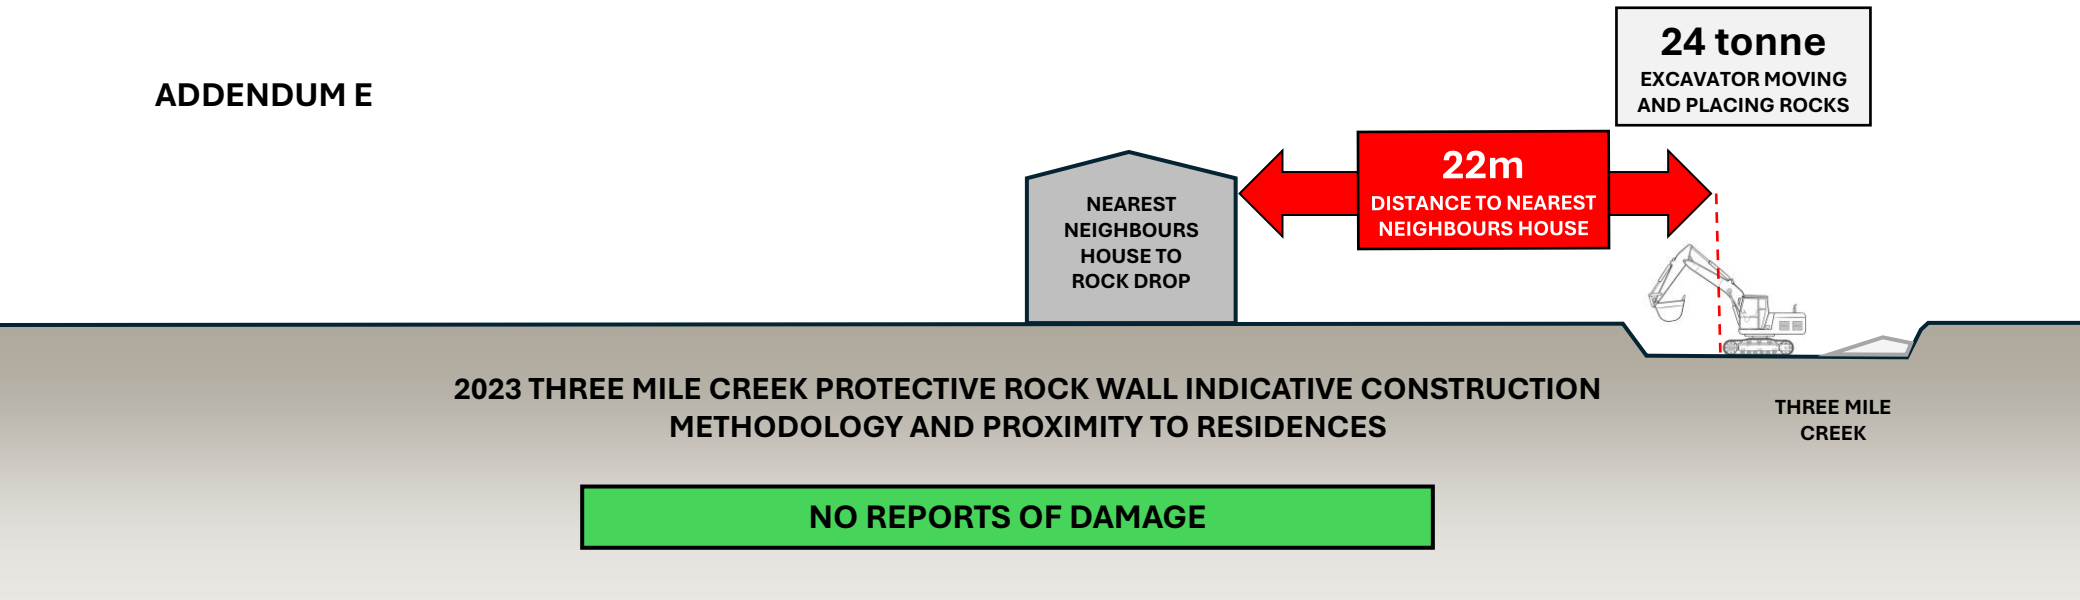 ADDENDUM E
24 tonne
EXCAVATOR MOVING
AND PLACING ROCKS
22m
DISTANCE TO NEAREST
NEIGHBOURS HOUSE
NEAREST
NEIGHBOURS
HOUSE TO
ROCK DROP
2023 THREE MILE CREEK PROTECTIVE ROCK WALL INDICATIVE CONSTRUCTION
METHODOLOGY AND PROXIMITY TO RESIDENCES
THREE MILE
CREEK
NO REPORTS OF DAMAGE